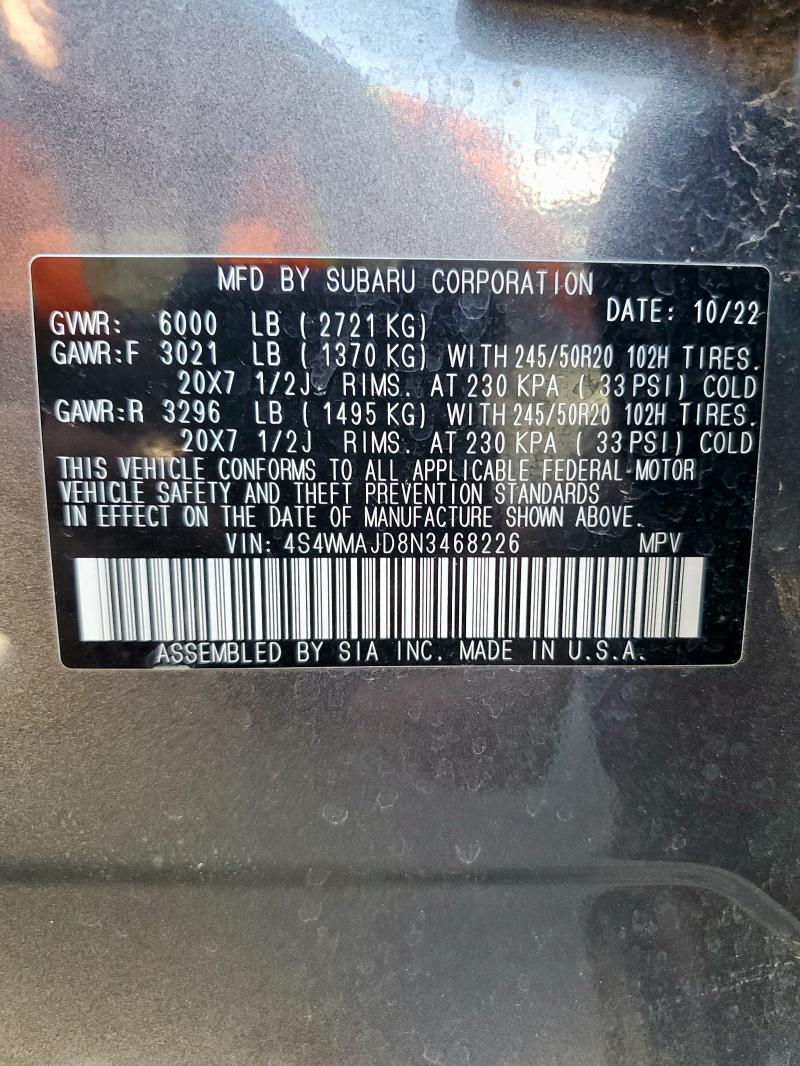 MFD BY SUBARU CORPORATION
DATE: 10/22
GVWR: 6000 LB ( 2721 KG)
GAWR:F 3021 LB ( 1370 KG) WITH 245/50R20 102H TIRES.
20X7 1/2J RIMS. AT 230 KPA ( 33 PSI) COLD
GAWR:R 3296 LB ( 1495 KG) WITH 245/50R20 102H TIRES.
20X7 1/2J RIMS. AT 230 KPA ( 33 PSI) COLD
THIS VEHICLE CONFORMS TO ALL APPLICABLE FEDERAL MOTOR
VEHICLE SAFETY AND THEFT PREVENTION STANDARDS
IN EFFECT ON THE DATE OF MANUFACTURE SHOWN ABOVE.
VIN: 4S4WMAJD8N3468226 MPV
ASSEMBLED BY SIA INC. MADE IN U.S.A.